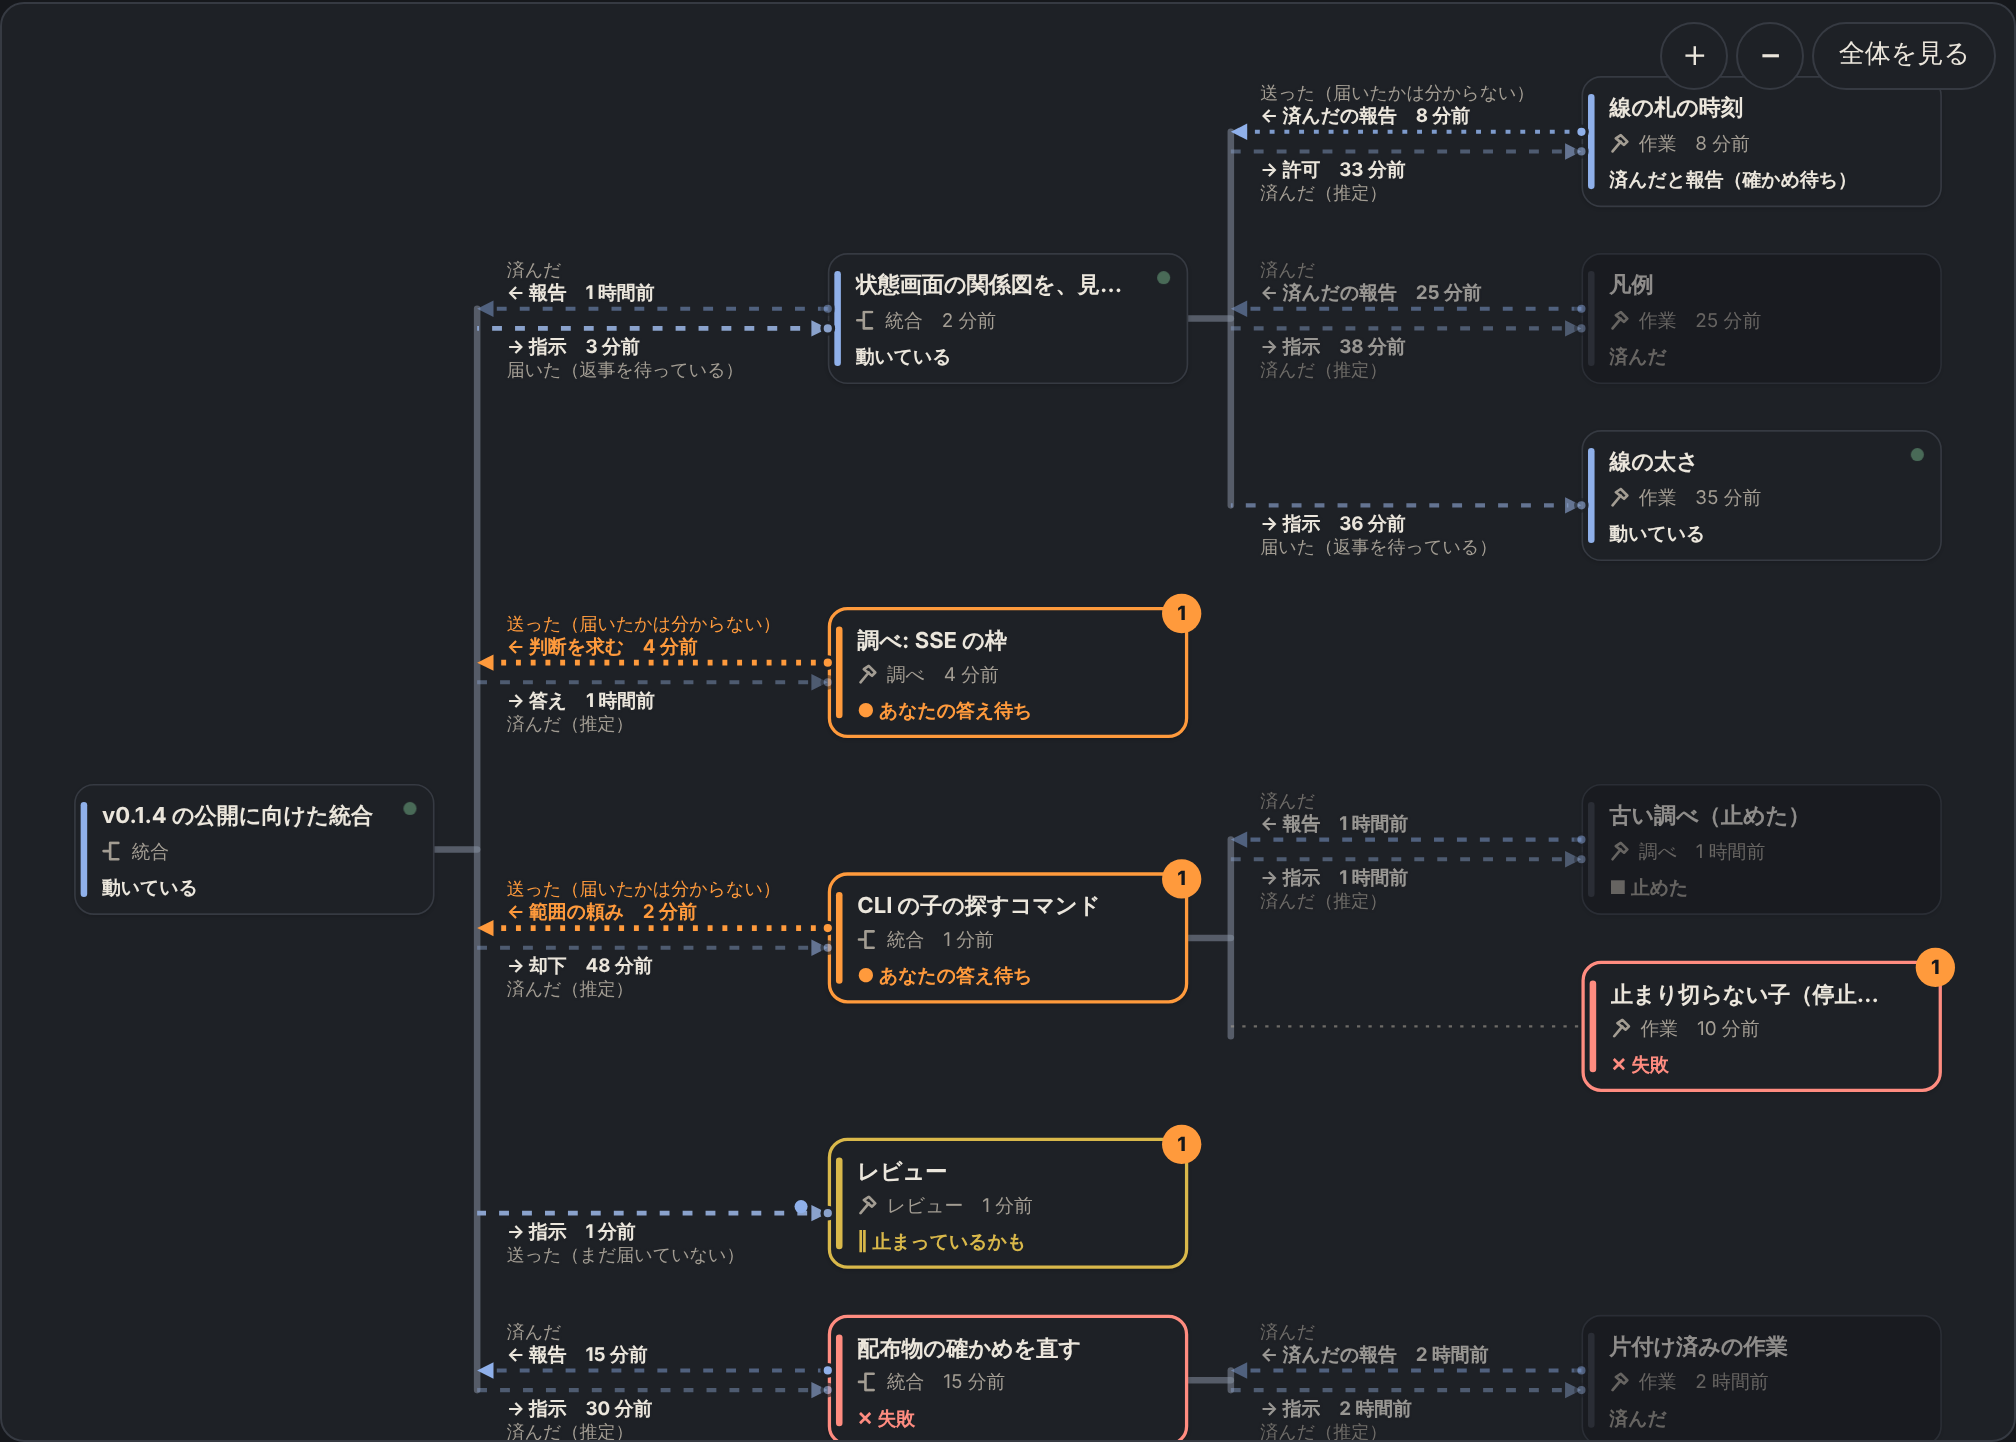 +
−
全体を見る
送った（届いたかは分からない）
← 済んだの報告 8 分前
→ 許可 33 分前
済んだ（推定）
線の札の時刻
作業 8 分前
済んだと報告（確かめ待ち）
済んだ
← 報告 1 時間前
→ 指示 3 分前
届いた（返事を待っている）
状態画面の関係図を、見…
統合 2 分前
動いている
済んだ
← 済んだの報告 25 分前
→ 指示 38 分前
済んだ（推定）
凡例
作業 25 分前
済んだ
→ 指示 36 分前
届いた（返事を待っている）
線の太さ
作業 35 分前
動いている
送った（届いたかは分からない）
← 判断を求む 4 分前
→ 答え 1 時間前
済んだ（推定）
1
調べ: SSE の枠
調べ 4 分前
あなたの答え待ち
v0.1.4 の公開に向けた統合
統合
動いている
送った（届いたかは分からない）
← 範囲の頼み 2 分前
→ 却下 48 分前
済んだ（推定）
1
CLI の子の探すコマンド
統合 1 分前
あなたの答え待ち
済んだ
← 報告 1 時間前
→ 指示 1 時間前
済んだ（推定）
古い調べ（止めた）
調べ 1 時間前
止めた
1
止まり切らない子（停止…
作業 10 分前
✕ 失敗
→ 指示 1 分前
送った（まだ届いていない）
1
レビュー
レビュー 1 分前
止まっているかも
済んだ
← 報告 15 分前
→ 指示 30 分前
済んだ（推定）
配布物の確かめを直す
統合 15 分前
✕ 失敗
済んだ
← 済んだの報告 2 時間前
→ 指示 2 時間前
済んだ（推定）
片付け済みの作業
作業 2 時間前
済んだ